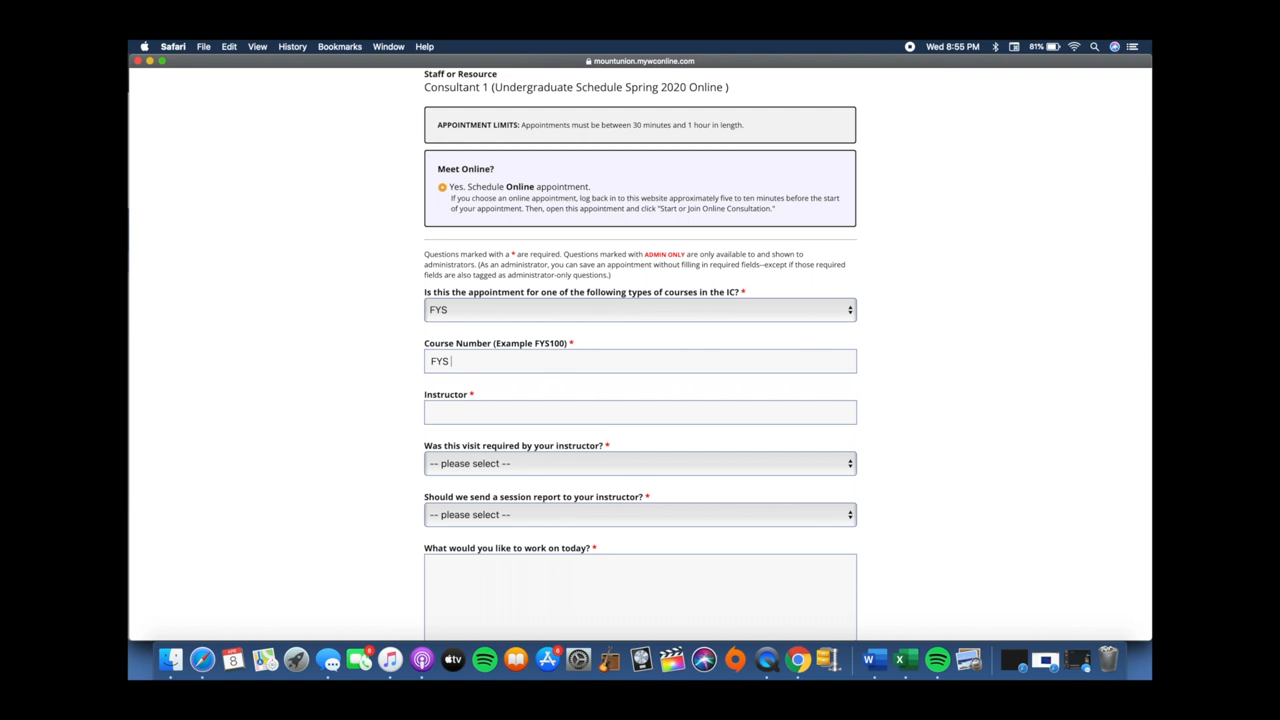 Safari File Edit View History Bookmarks Window Help 81% Wed 8:55 PM
mountunion.mywconline.com
Staff or Resource
Consultant 1 (Undergraduate Schedule Spring 2020 Online )
APPOINTMENT LIMITS: Appointments must be between 30 minutes and 1 hour in length.
Meet Online?
Yes. Schedule Online appointment.
If you choose an online appointment, log back in to this website approximately five to ten minutes before the start
of your appointment. Then, open this appointment and click "Start or Join Online Consultation."
Questions marked with a * are required. Questions marked with ADMIN ONLY are only available to and shown to
administrators. (As an administrator, you can save an appointment without filling in required fields--except if those required
fields are also tagged as administrator-only questions.)
Is this the appointment for one of the following types of courses in the IC? *
FYS
Course Number (Example FYS100) *
FYS
Instructor *
Was this visit required by your instructor? *
-- please select --
Should we send a session report to your instructor? *
-- please select --
What would you like to work on today? *
APR
8
tv
W
X